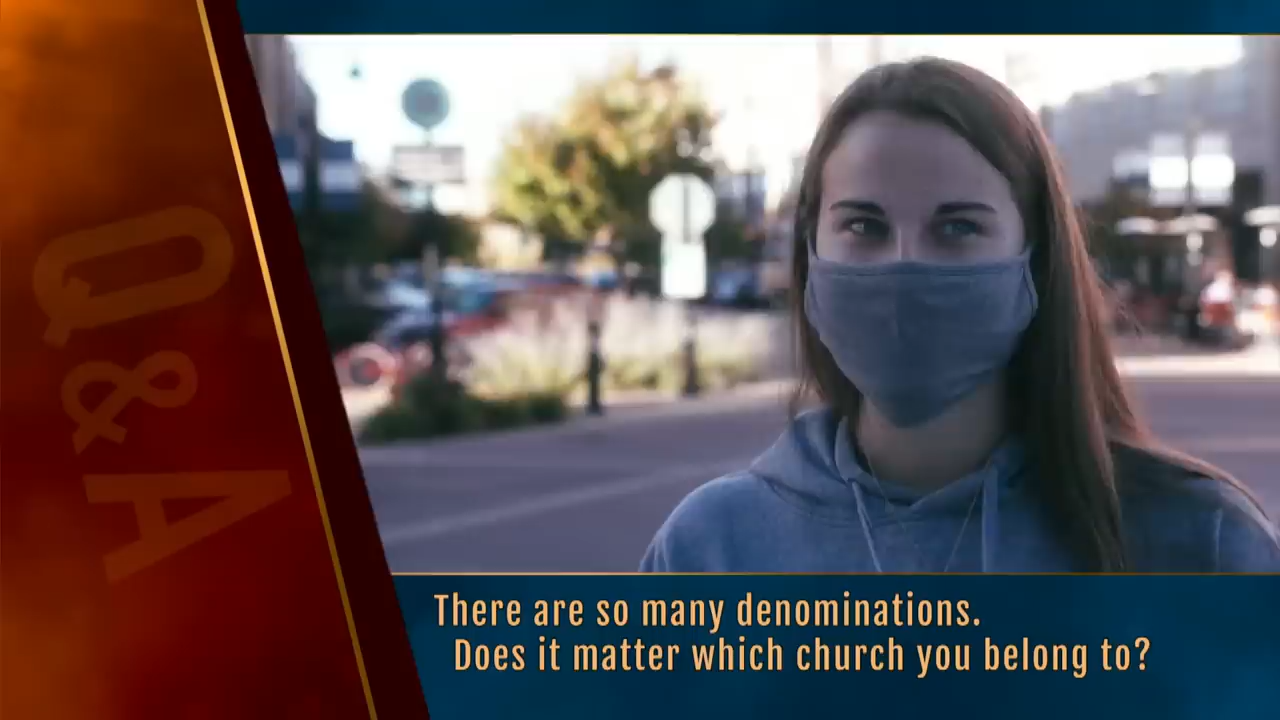 Q&A
There are so many denominations.
Does it matter which church you belong to?